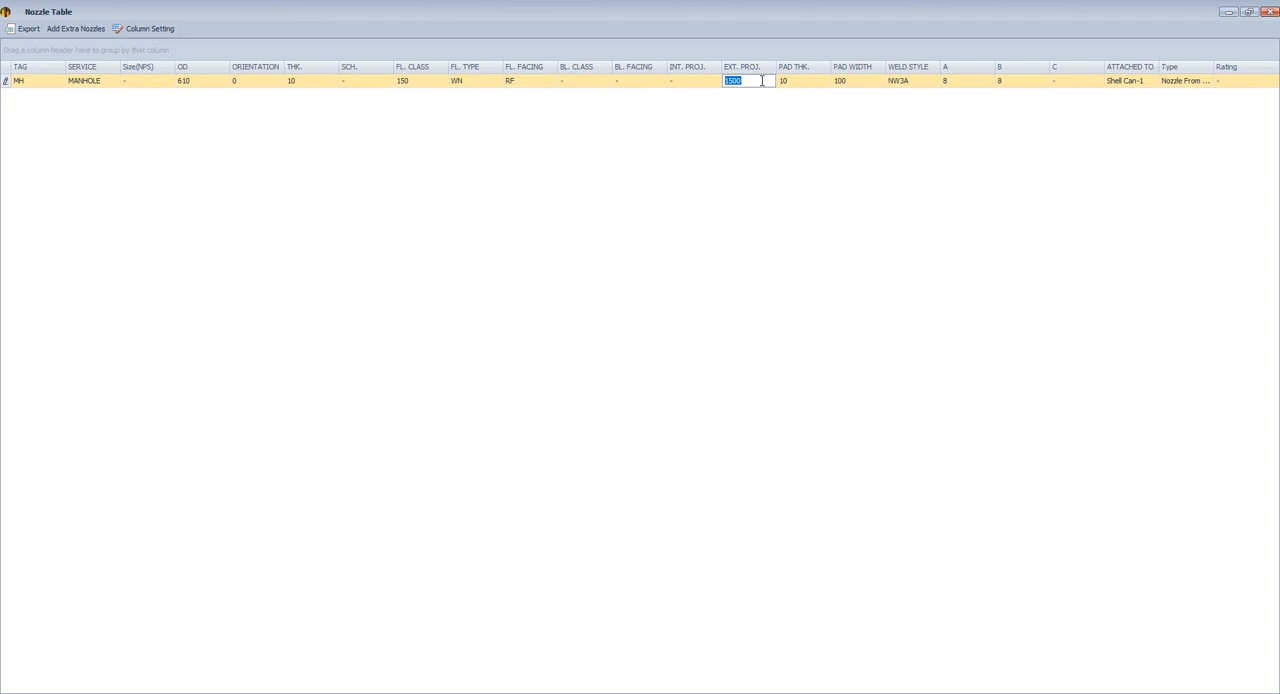 Nozzle Table
Export Add Extra Nozzles Column Setting
Drag a column header here to group by that column
TAG SERVICE Size(NPS) OD ORIENTATION THK. SCH. FL. CLASS FL. TYPE FL. FACING BL. CLASS BL. FACING INT. PROJ. EXT. PROJ. PAD THK. PAD WIDTH WELD STYLE A B C ATTACHED TO Type Rating
MH MANHOLE - 610 0 10 - 150 WN RF - - - 1500 10 100 NW3A 8 8 - Shell Can-1 Nozzle From ... -